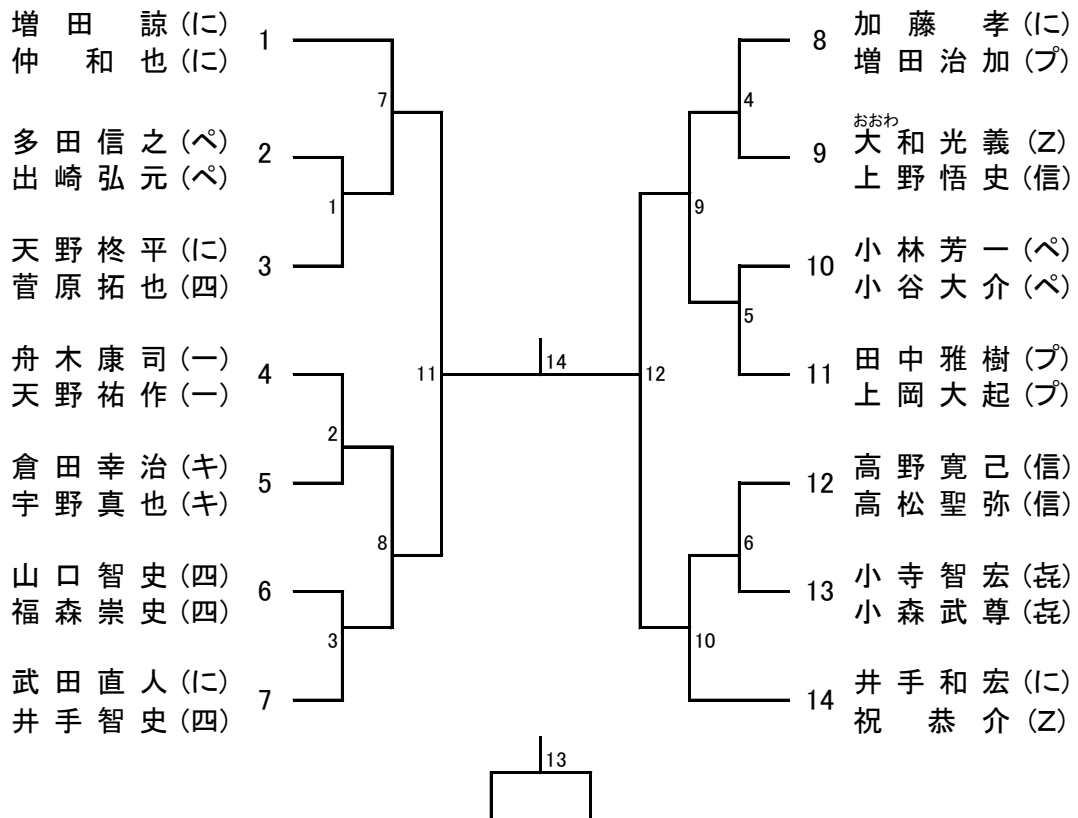 増田 諒(に)
仲 和也(に)
1
多田信之(ペ)
出崎弘元(ペ)
2
天野柊平(に)
菅原拓也(四)
3
舟木康司(一)
天野祐作(一)
4
倉田幸治(キ)
宇野真也(キ)
5
山口智史(四)
福森崇史(四)
6
武田直人(に)
井手智史(四)
7
7
1
2
8
3
11
14
12
4
9
5
6
10
13
8
加藤 孝(に)
増田治加(プ)
9
おおわ
大和光義(Z)
上野悟史(信)
10
小林芳一(ペ)
小谷大介(ペ)
11
田中雅樹(プ)
上岡大起(プ)
12
高野寛己(信)
高松聖弥(信)
13
小寺智宏(㐂)
小森武尊(㐂)
14
井手和宏(に)
祝 恭介(Z)